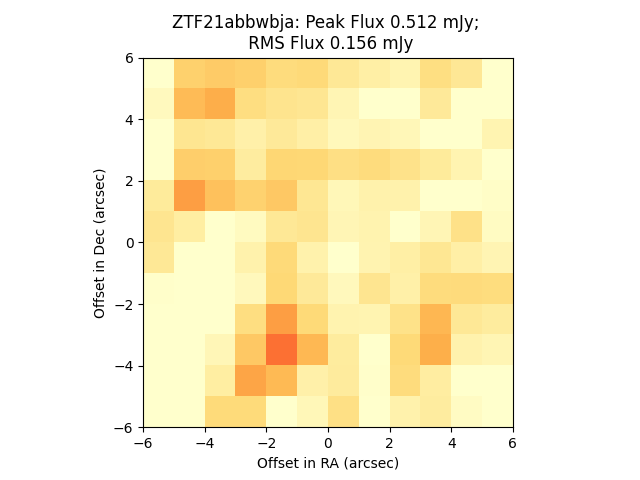 ZTF21abbwbja: Peak Flux 0.512 mJy;
RMS Flux 0.156 mJy
6
4
2
0
−2
−4
−6
Offset in Dec (arcsec)
−6 −4 −2 0 2 4 6
Offset in RA (arcsec)